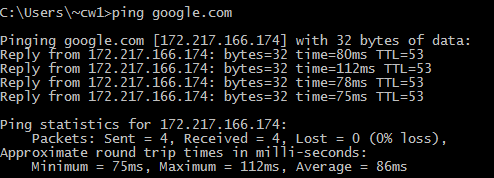 C:\Users\~cw1>ping google.com
Pinging google.com [172.217.166.174] with 32 bytes of data:
Reply from 172.217.166.174: bytes=32 time=80ms TTL=53
Reply from 172.217.166.174: bytes=32 time=112ms TTL=53
Reply from 172.217.166.174: bytes=32 time=78ms TTL=53
Reply from 172.217.166.174: bytes=32 time=75ms TTL=53
Ping statistics for 172.217.166.174:
    Packets: Sent = 4, Received = 4, Lost = 0 (0% loss),
Approximate round trip times in milli-seconds:
    Minimum = 75ms, Maximum = 112ms, Average = 86ms